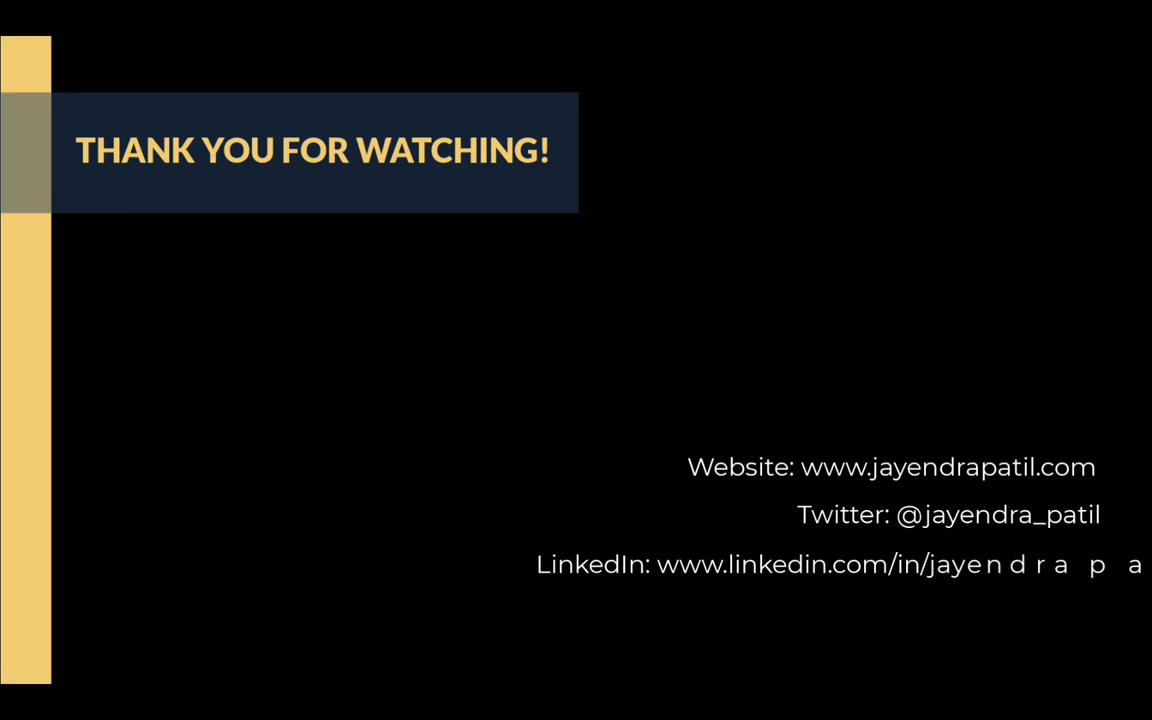 THANK YOU FOR WATCHING!
Website: www.jayendrapatil.com
Twitter: @jayendra_patil
LinkedIn: www.linkedin.com/in/jayendrapa